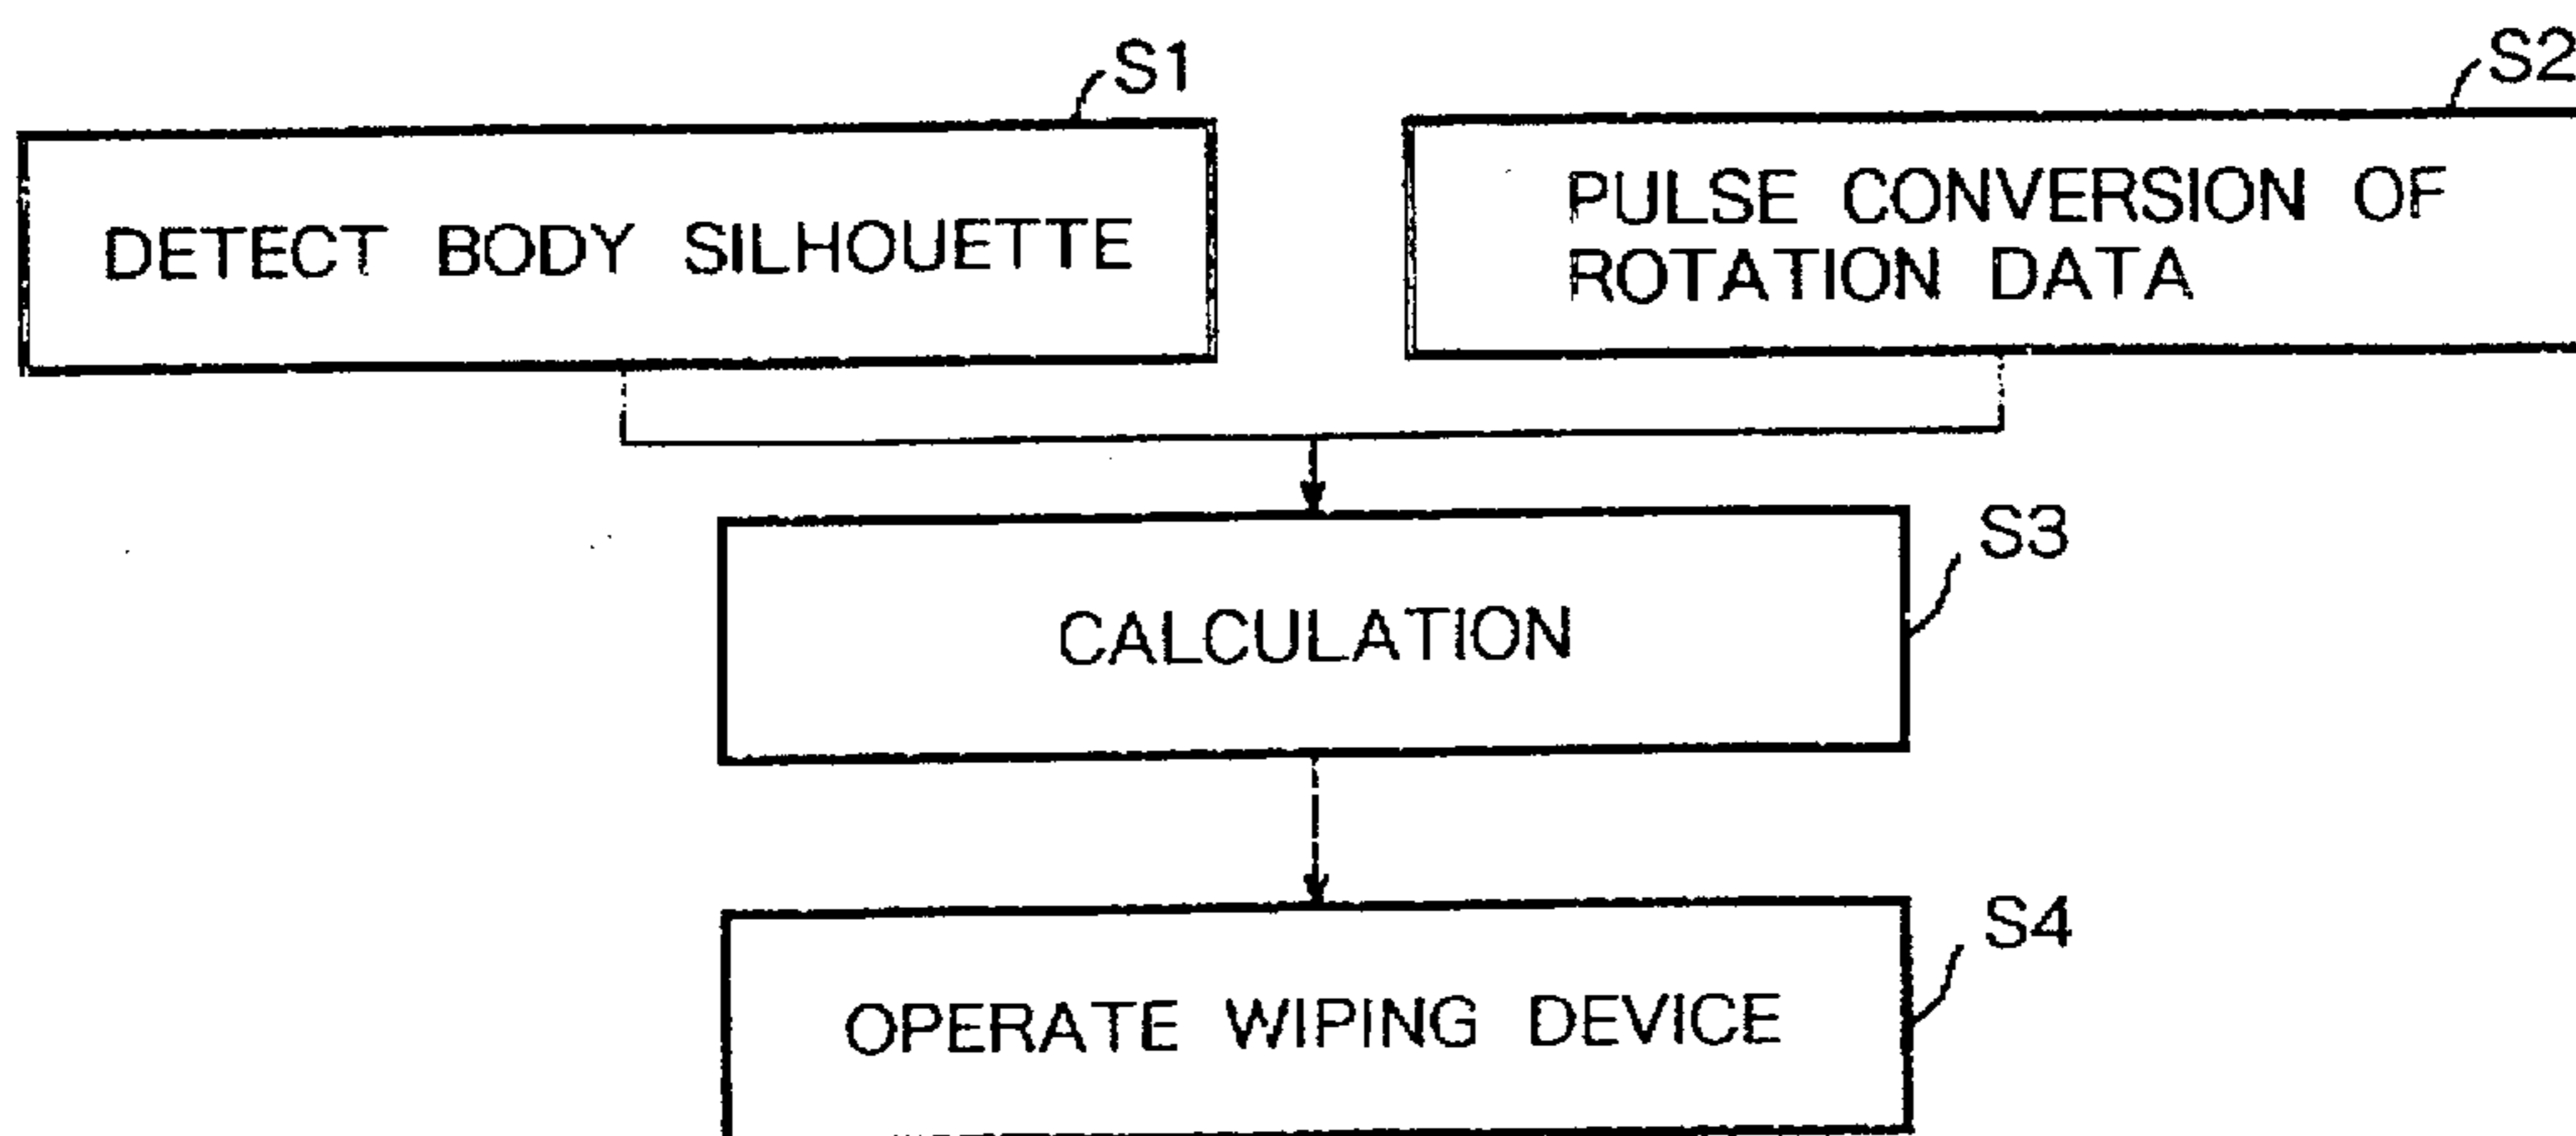 S1
S2
DETECT BODY SILHOUETTE
PULSE CONVERSION OF
ROTATION DATA
S3
CALCULATION
S4
OPERATE WIPING DEVICE